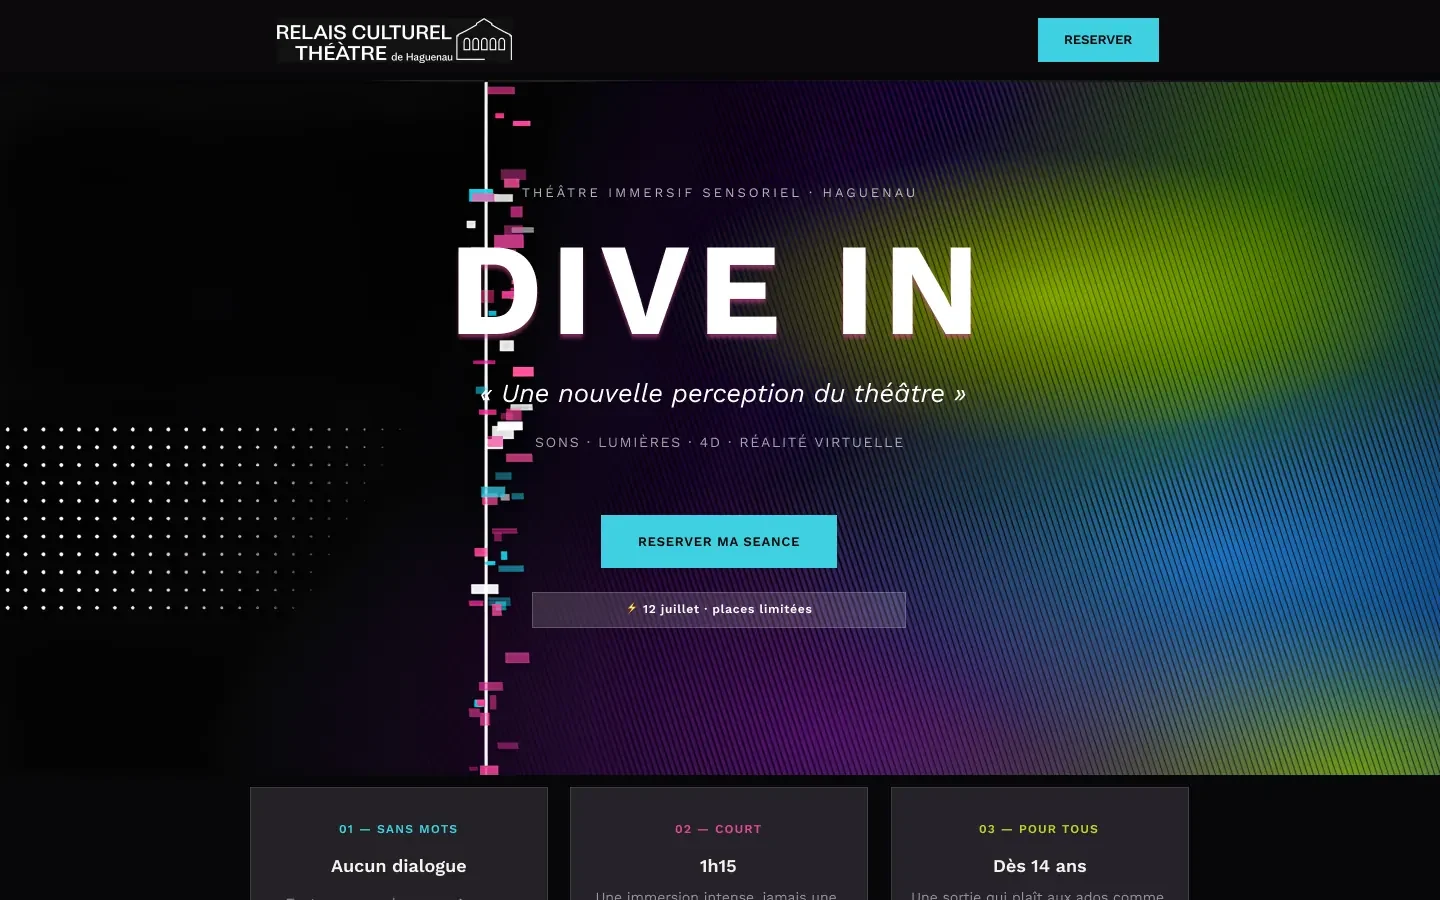 RELAIS CULTUREL
THÉÀTRE de Haguenau
RESERVER
THÉÂTRE IMMERSIF SENSORIEL · HAGUENAU
DIVE IN
« Une nouvelle perception du théâtre »
SONS · LUMIÈRES · 4D · RÉALITÉ VIRTUELLE
RESERVER MA SEANCE
⚡ 12 juillet · places limitées
01 — SANS MOTS
Aucun dialogue
02 — COURT
1h15
Une immersion intense, jamais une
03 — POUR TOUS
Dès 14 ans
Une sortie qui plaît aux ados comme